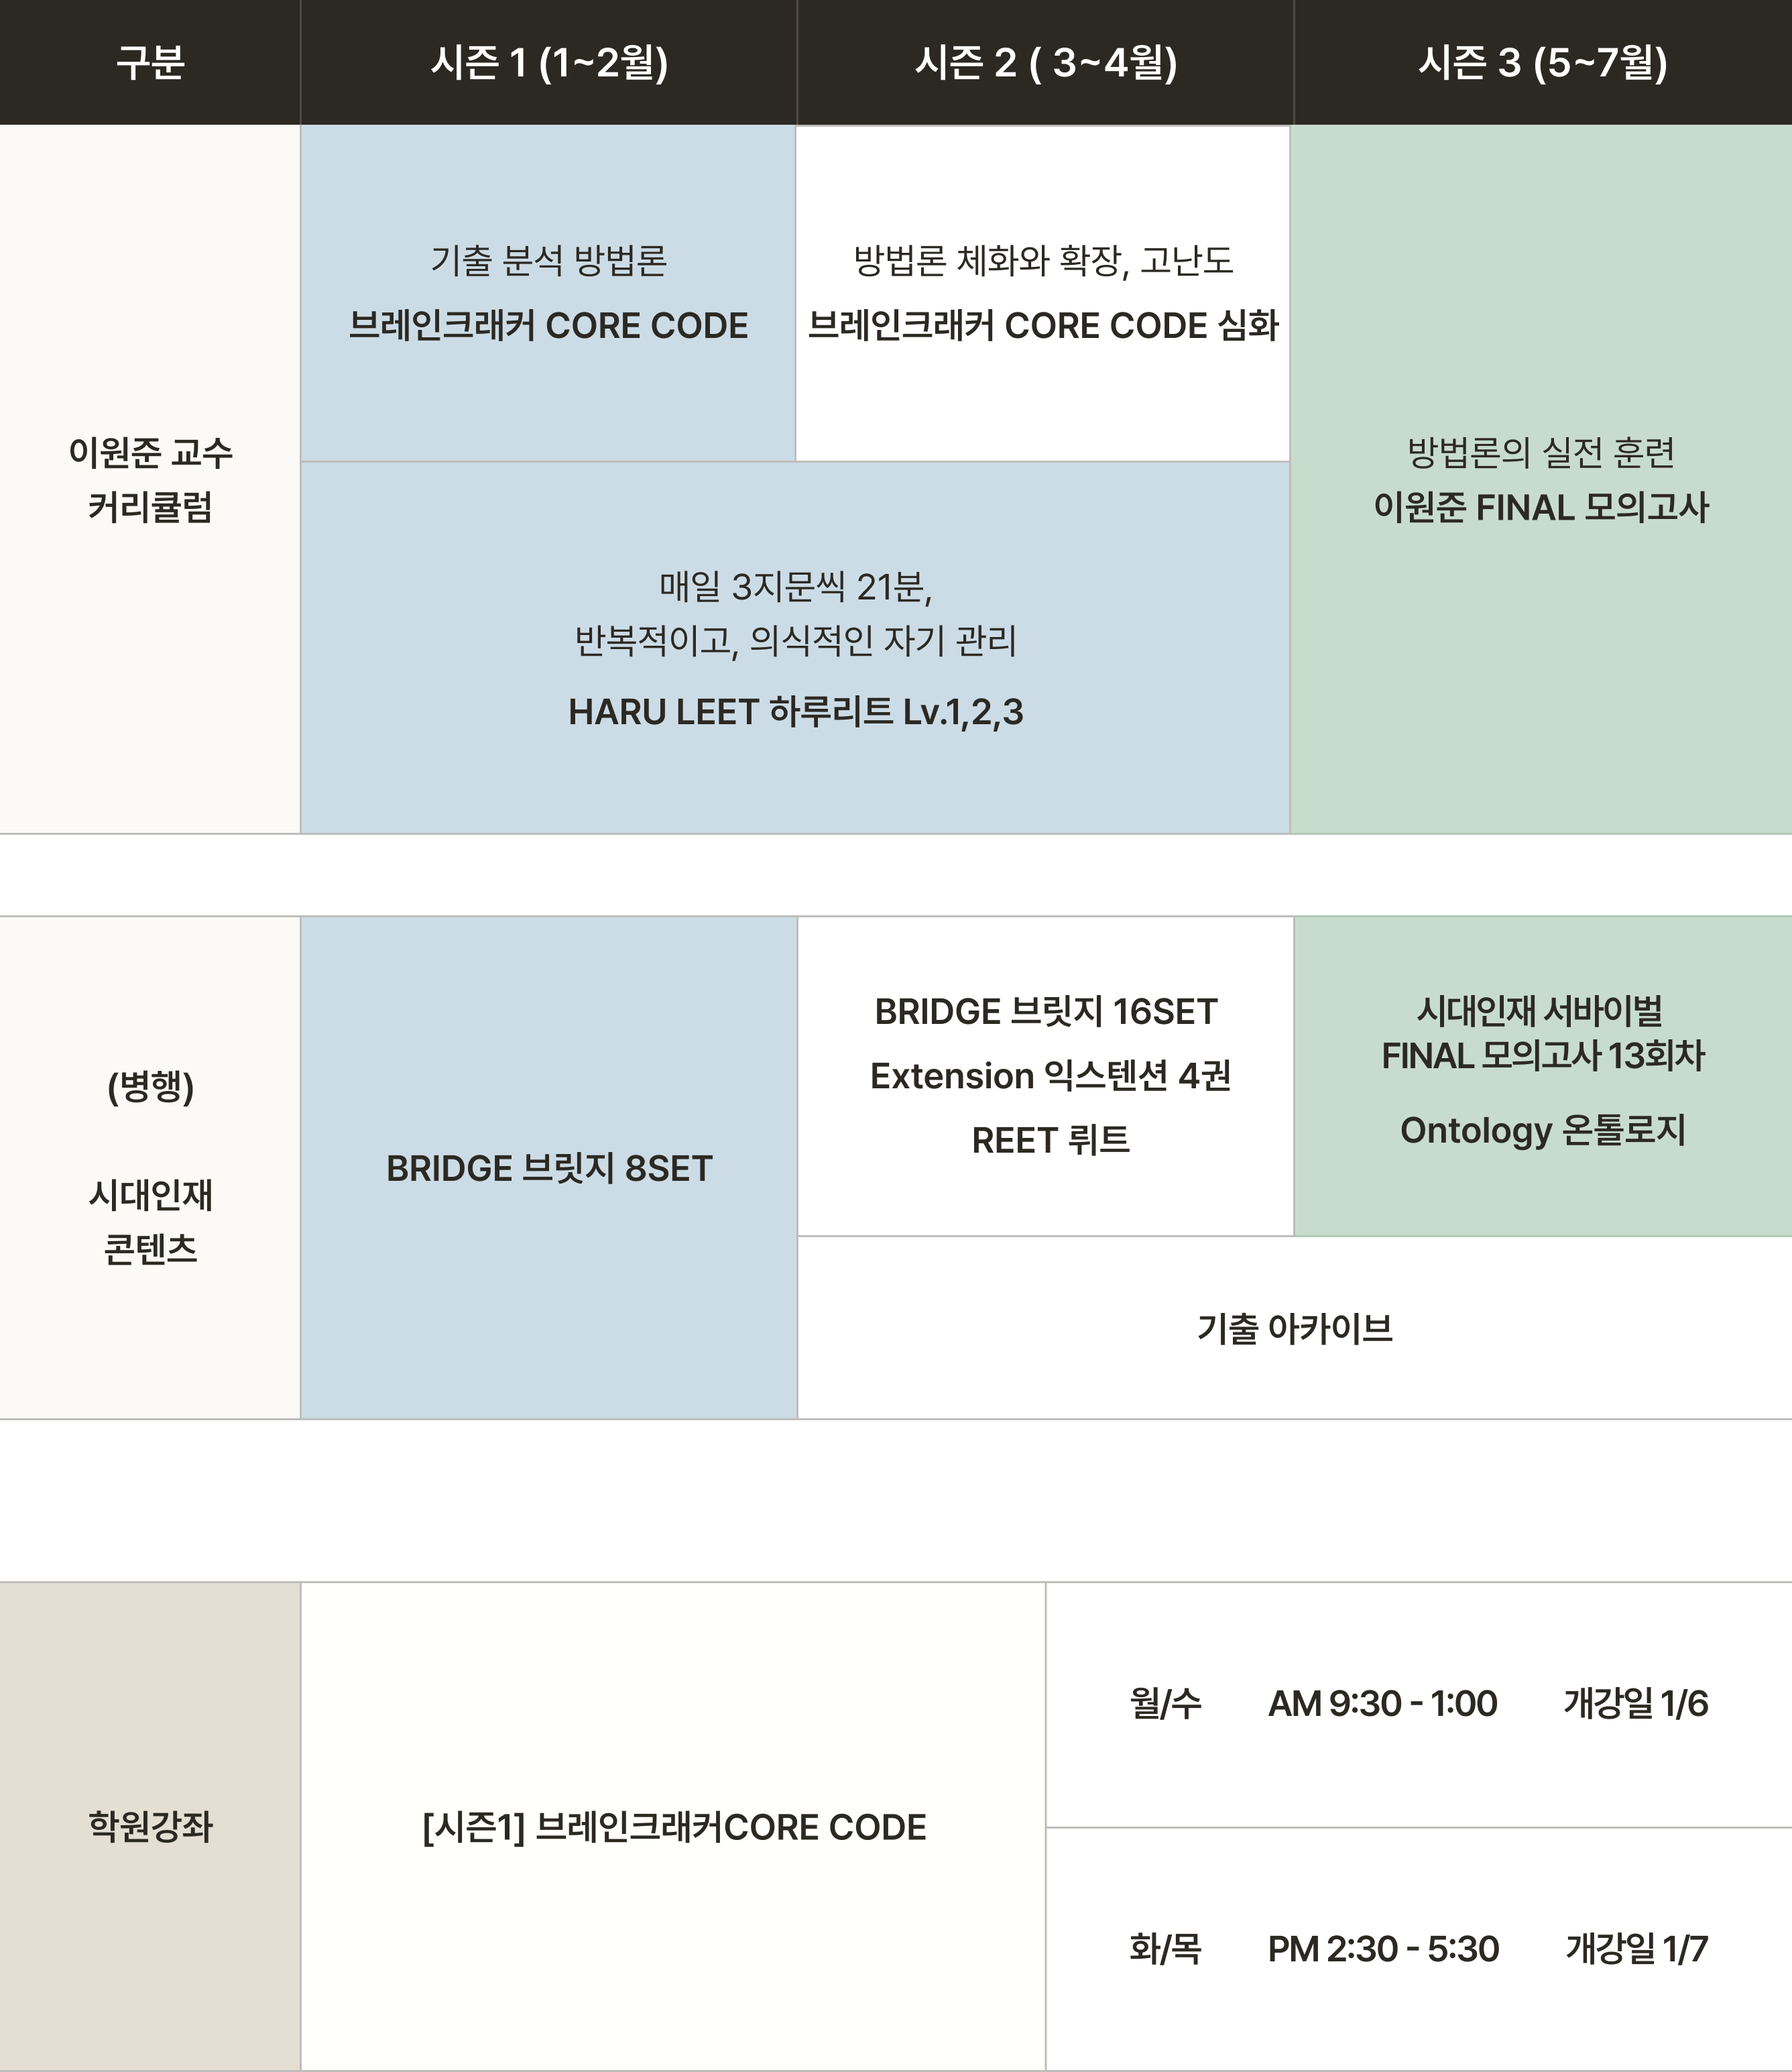 구분
시즌 1 (1~2월)
시즌 2 ( 3~4월)
시즌 3 (5~7월)
이원준 교수
커리큘럼
기출 분석 방법론
브레인크래커 CORE CODE
방법론 체화와 확장, 고난도
브레인크래커 CORE CODE 심화
매일 3지문씩 21분,
반복적이고, 의식적인 자기 관리
HARU LEET 하루리트 Lv.1,2,3
방법론의 실전 훈련
이원준 FINAL 모의고사
(병행)
시대인재
콘텐츠
BRIDGE 브릿지 8SET
BRIDGE 브릿지 16SET
Extension 익스텐션 4권
REET 뤼트
시대인재 서바이벌
FINAL 모의고사 13회차
Ontology 온톨로지
기출 아카이브
학원강좌
[시즌1] 브레인크래커CORE CODE
월/수 AM 9:30 - 1:00 개강일 1/6
화/목 PM 2:30 - 5:30 개강일 1/7